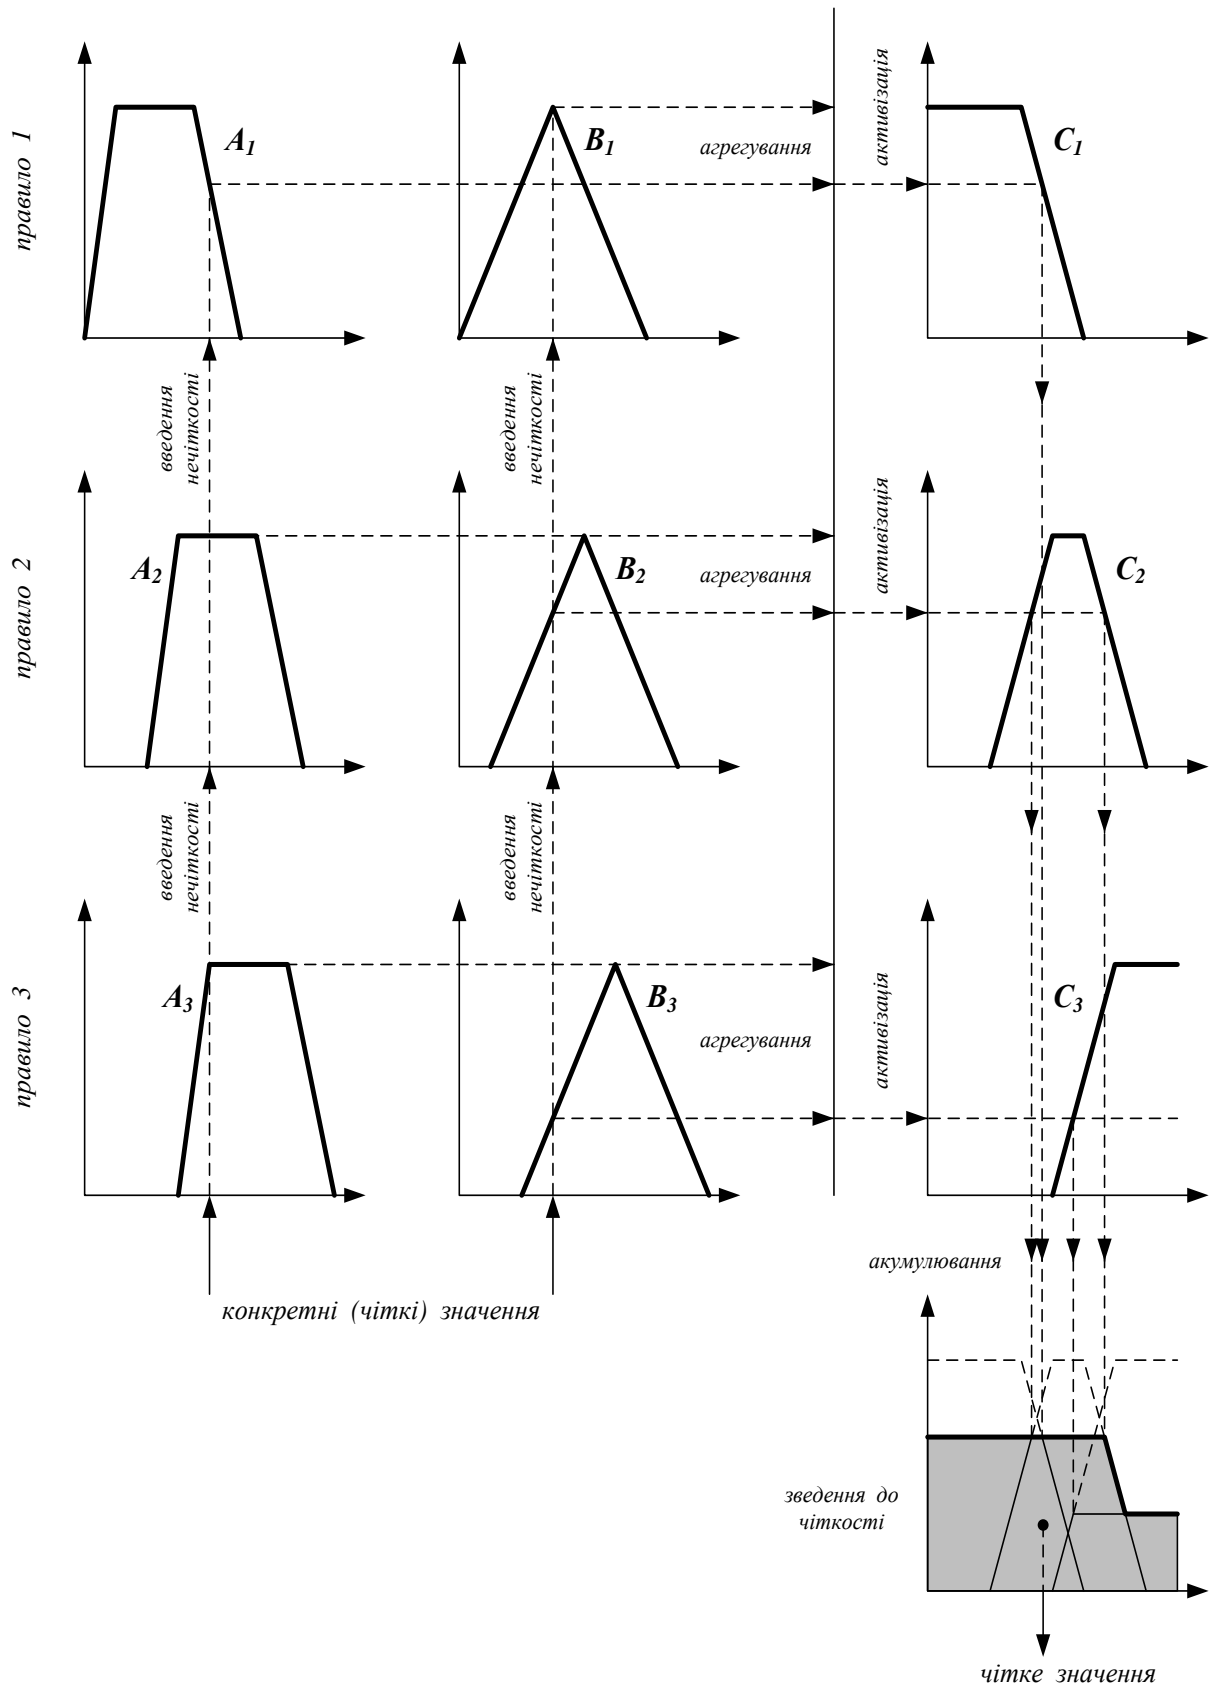 правило 1
A1
B1
агрегування
активізація
C1
введення
нечіткості
введення
нечіткості
правило 2
A2
B2
агрегування
активізація
C2
введення
нечіткості
введення
нечіткості
правило 3
A3
B3
агрегування
активізація
C3
акумулювання
конкретні (чіткі) значення
зведення до
чіткості
чітке значення